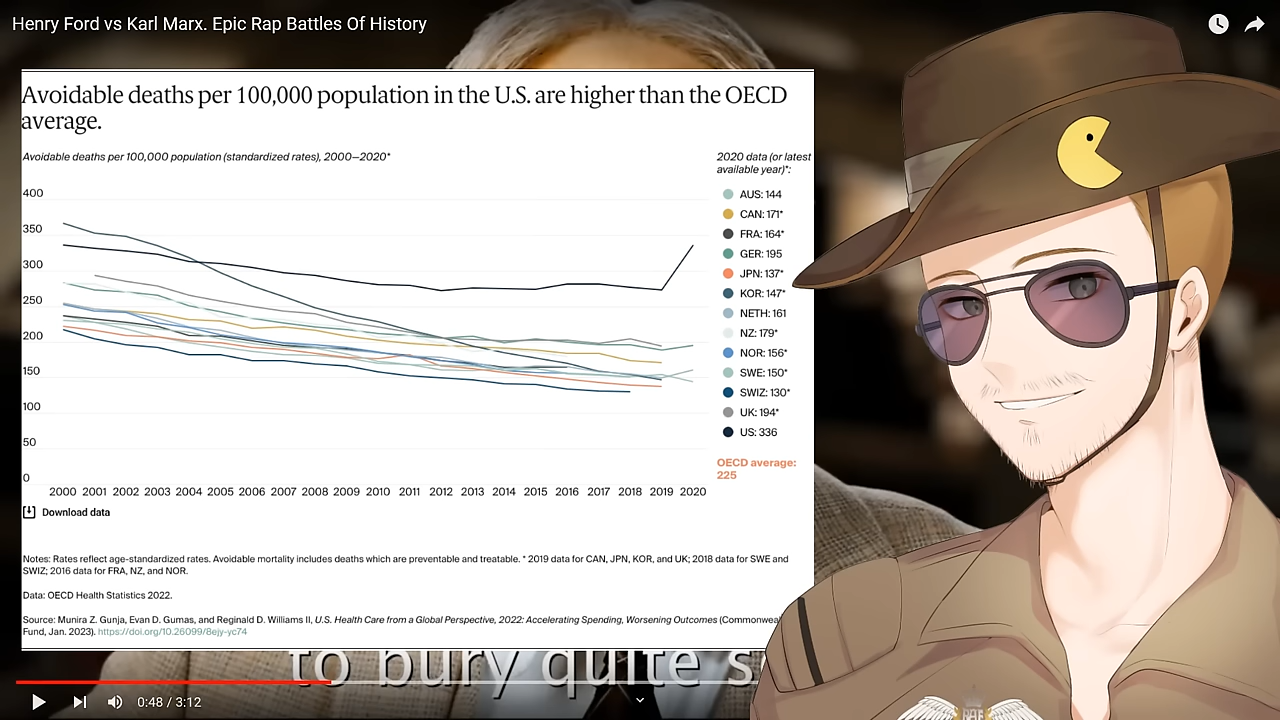 Henry Ford vs Karl Marx. Epic Rap Battles Of History
Avoidable deaths per 100,000 population in the U.S. are higher than the OECD
average.
Avoidable deaths per 100,000 population (standardized rates), 2000—2020*
2020 data (or latest
available year)*:
400
350
300
250
200
150
100
50
0
AUS: 144
CAN: 171*
FRA: 164*
GER: 195
JPN: 137*
KOR: 147*
NETH: 161
NZ: 179*
NOR: 156*
SWE: 150*
SWIZ: 130*
UK: 194*
US: 336
OECD average:
225
2000 2001 2002 2003 2004 2005 2006 2007 2008 2009 2010 2011 2012 2013 2014 2015 2016 2017 2018 2019 2020
Download data
Notes: Rates reflect age-standardized rates. Avoidable mortality includes deaths which are preventable and treatable. * 2019 data for CAN, JPN, KOR, and UK; 2018 data for SWE and
SWIZ; 2016 data for FRA, NZ, and NOR.
Data: OECD Health Statistics 2022.
Source: Munira Z. Gunja, Evan D. Gumas, and Reginald D. Williams II, U.S. Health Care from a Global Perspective, 2022: Accelerating Spending, Worsening Outcomes (Commonwea
Fund, Jan. 2023). https://doi.org/10.26099/8ejy-yc74
to bury quite s
0:48 / 3:12